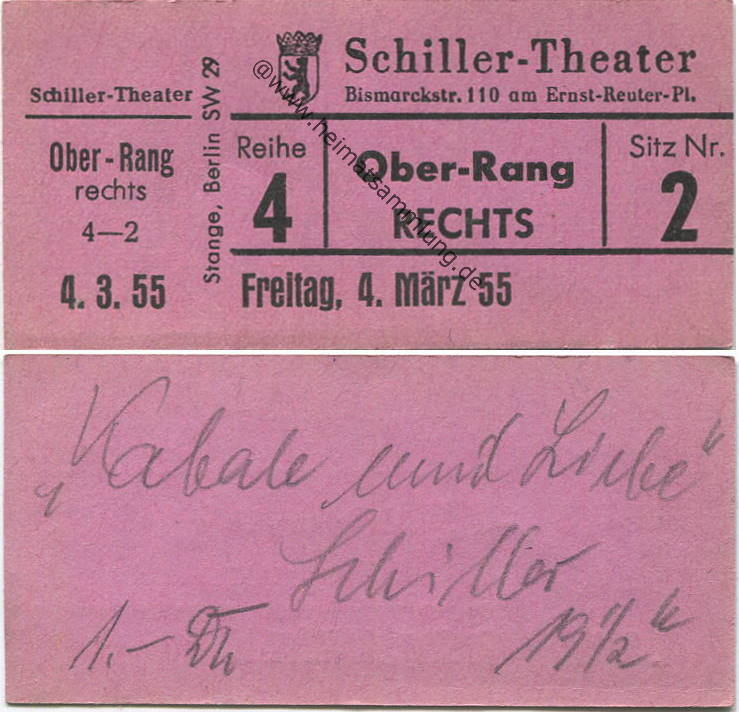 Schiller-Theater
Ober-Rang
rechts
4—2
4. 3. 55
Stange, Berlin SW 29
Schiller-Theater
Bismarckstr. 110 am Ernst-Reuter-Pl.
Reihe
4
Ober-Rang
RECHTS
Sitz Nr.
2
Freitag, 4. März 55
@www.heimatsammlung.de
„Kabale und Liebe"
Schiller
1.-
19 1/2 h